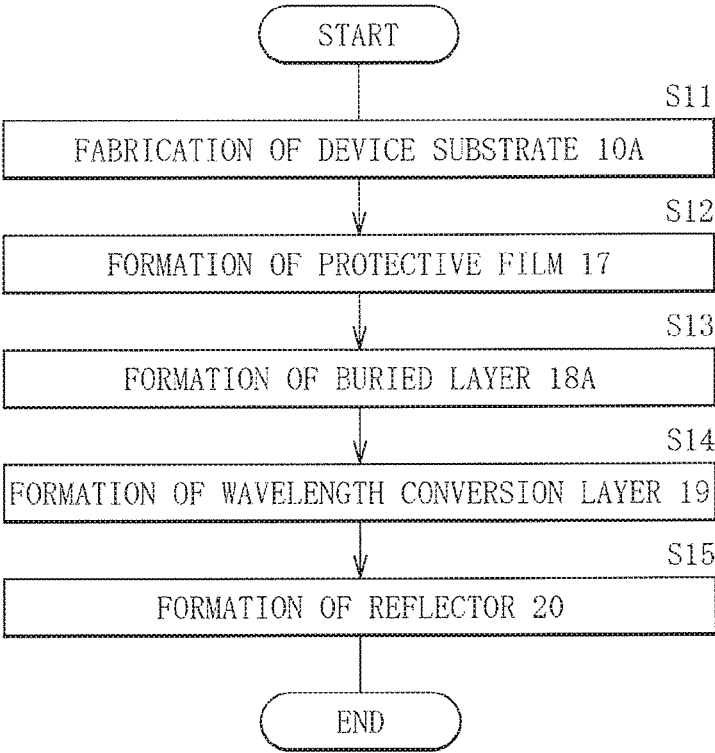 START
S11
FABRICATION OF DEVICE SUBSTRATE 10A
S12
FORMATION OF PROTECTIVE FILM 17
S13
FORMATION OF BURIED LAYER 18A
S14
FORMATION OF WAVELENGTH CONVERSION LAYER 19
S15
FORMATION OF REFLECTOR 20
END